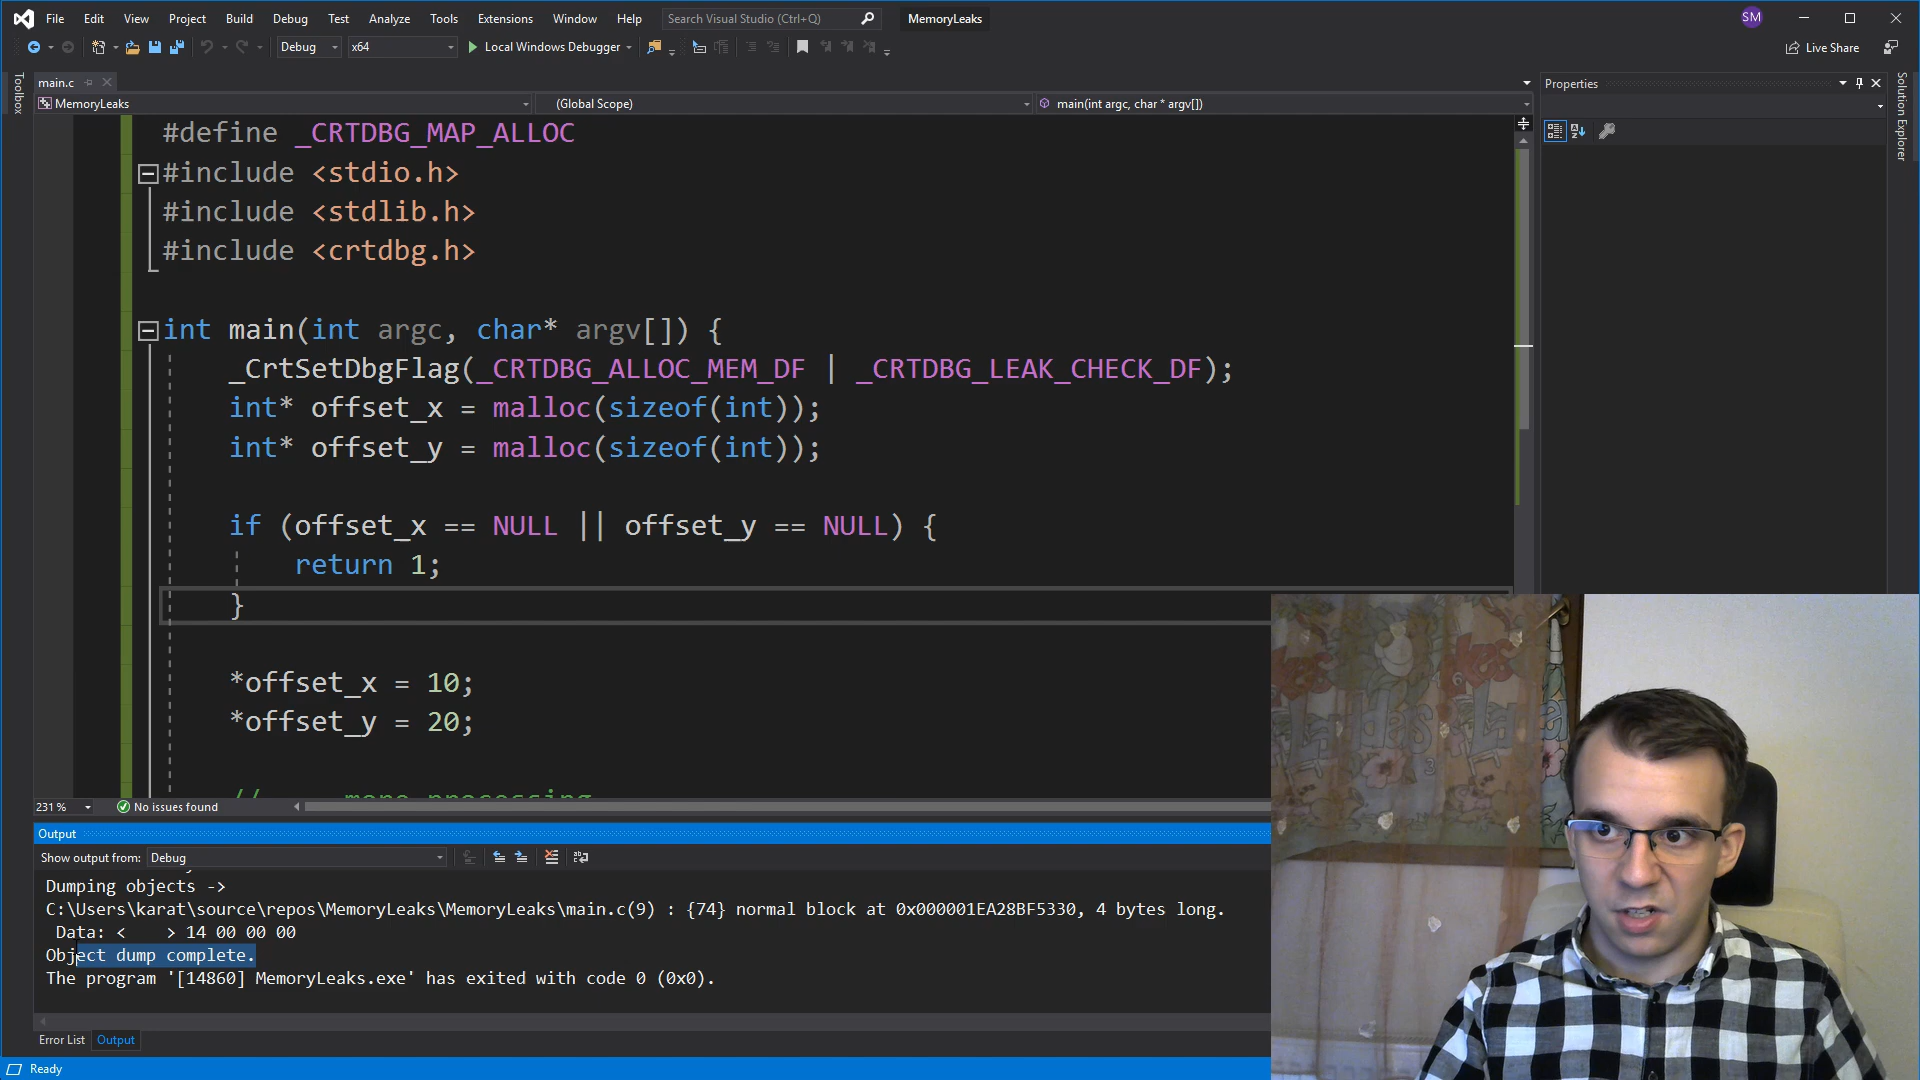 File Edit View Project Build Debug Test Analyze Tools Extensions Window Help Search Visual Studio (Ctrl+Q) MemoryLeaks SM
Debug x64 Local Windows Debugger Live Share
Toolbox
main.c
Properties
Solution Explorer
MemoryLeaks (Global Scope) main(int argc, char * argv[])
#define _CRTDBG_MAP_ALLOC
#include <stdio.h>
#include <stdlib.h>
#include <crtdbg.h>
int main(int argc, char* argv[]) {
_CrtSetDbgFlag(_CRTDBG_ALLOC_MEM_DF | _CRTDBG_LEAK_CHECK_DF);
int* offset_x = malloc(sizeof(int));
int* offset_y = malloc(sizeof(int));
if (offset_x == NULL || offset_y == NULL) {
return 1;
}
*offset_x = 10;
*offset_y = 20;
231 % No issues found
Output
Show output from: Debug
Dumping objects ->
C:\Users\karat\source\repos\MemoryLeaks\MemoryLeaks\main.c(9) : {74} normal block at 0x000001EA28BF5330, 4 bytes long.
Data: <    > 14 00 00 00
Object dump complete.
The program '[14860] MemoryLeaks.exe' has exited with code 0 (0x0).
Error List Output
Ready